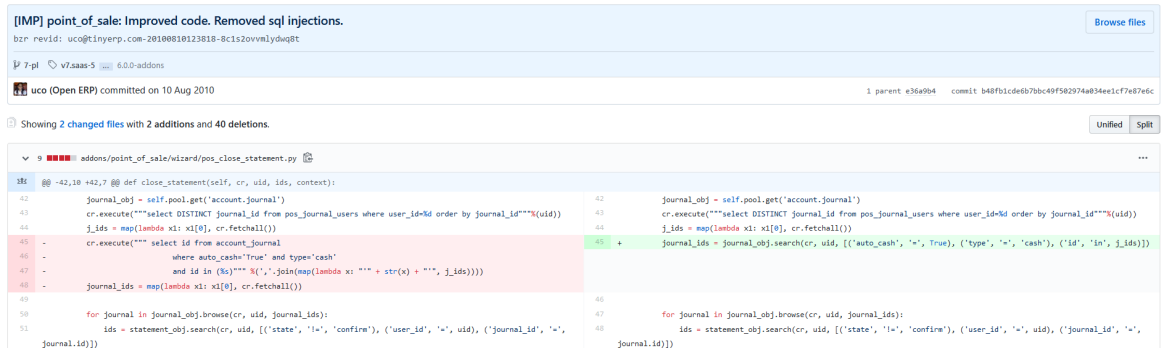 [IMP] point_of_sale: Improved code. Removed sql injections.
Browse files
bzr revid: uco@tinyerp.com-20100810123818-8c1s2ovvmlydwq8t
7-pl v7.saas-5 ... 6.0.0-addons
uco (Open ERP) committed on 10 Aug 2010
1 parent e36a9b4 commit b48fb1cde6b7bbc49f502974a034ee1cf7e87e6c
Showing 2 changed files with 2 additions and 40 deletions.
Unified Split
9 addons/point_of_sale/wizard/pos_close_statement.py ...
@@ -42,10 +42,7 @@ def close_statement(self, cr, uid, ids, context):
42 journal_obj = self.pool.get('account.journal')
43 cr.execute("""select DISTINCT journal_id from pos_journal_users where user_id=%d order by journal_id"""%(uid))
44 j_ids = map(lambda x1: x1[0], cr.fetchall())
45 - cr.execute(""" select id from account_journal
46 - where auto_cash='True' and type='cash'
47 - and id in (%s)""" %(','.join(map(lambda x: "'" + str(x) + "'", j_ids))))
48 - journal_ids = map(lambda x1: x1[0], cr.fetchall())
49
50 for journal in journal_obj.browse(cr, uid, journal_ids):
51 ids = statement_obj.search(cr, uid, [('state', '!=', 'confirm'), ('user_id', '=', uid), ('journal_id', '=',
journal.id)])
42 journal_obj = self.pool.get('account.journal')
43 cr.execute("""select DISTINCT journal_id from pos_journal_users where user_id=%d order by journal_id"""%(uid))
44 j_ids = map(lambda x1: x1[0], cr.fetchall())
45 + journal_ids = journal_obj.search(cr, uid, [('auto_cash', '=', True), ('type', '=', 'cash'), ('id', 'in', j_ids)])
46
47 for journal in journal_obj.browse(cr, uid, journal_ids):
48 ids = statement_obj.search(cr, uid, [('state', '!=', 'confirm'), ('user_id', '=', uid), ('journal_id', '=',
journal.id)])